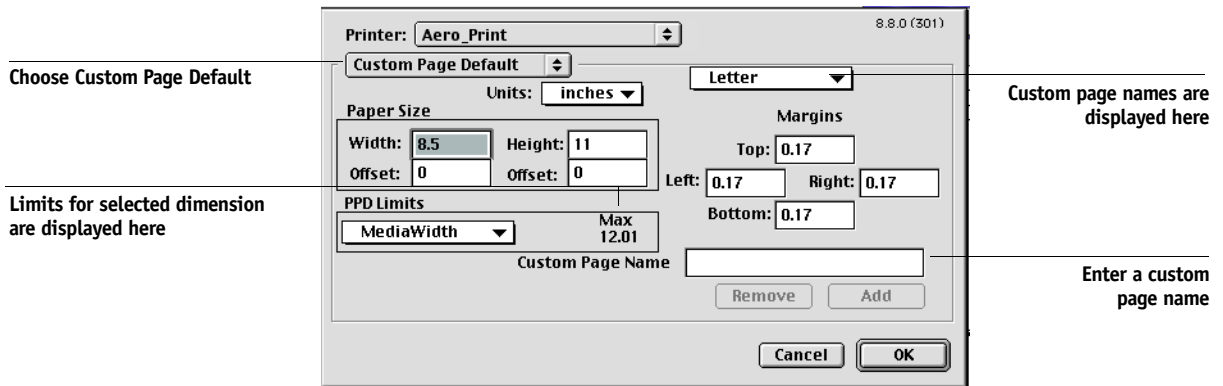 8.8.0 (301)
Printer: Aero_Print
Choose Custom Page Default
Custom Page Default
Letter
Custom page names are
displayed here
Units: inches
Paper Size
Margins
Width: 8.5 Height: 11
Top: 0.17
Offset: 0 Offset: 0
Left: 0.17 Right: 0.17
Limits for selected dimension
are displayed here
PPD Limits
Bottom: 0.17
MediaWidth
Max
12.01
Custom Page Name
Enter a custom
page name
Remove Add
Cancel OK